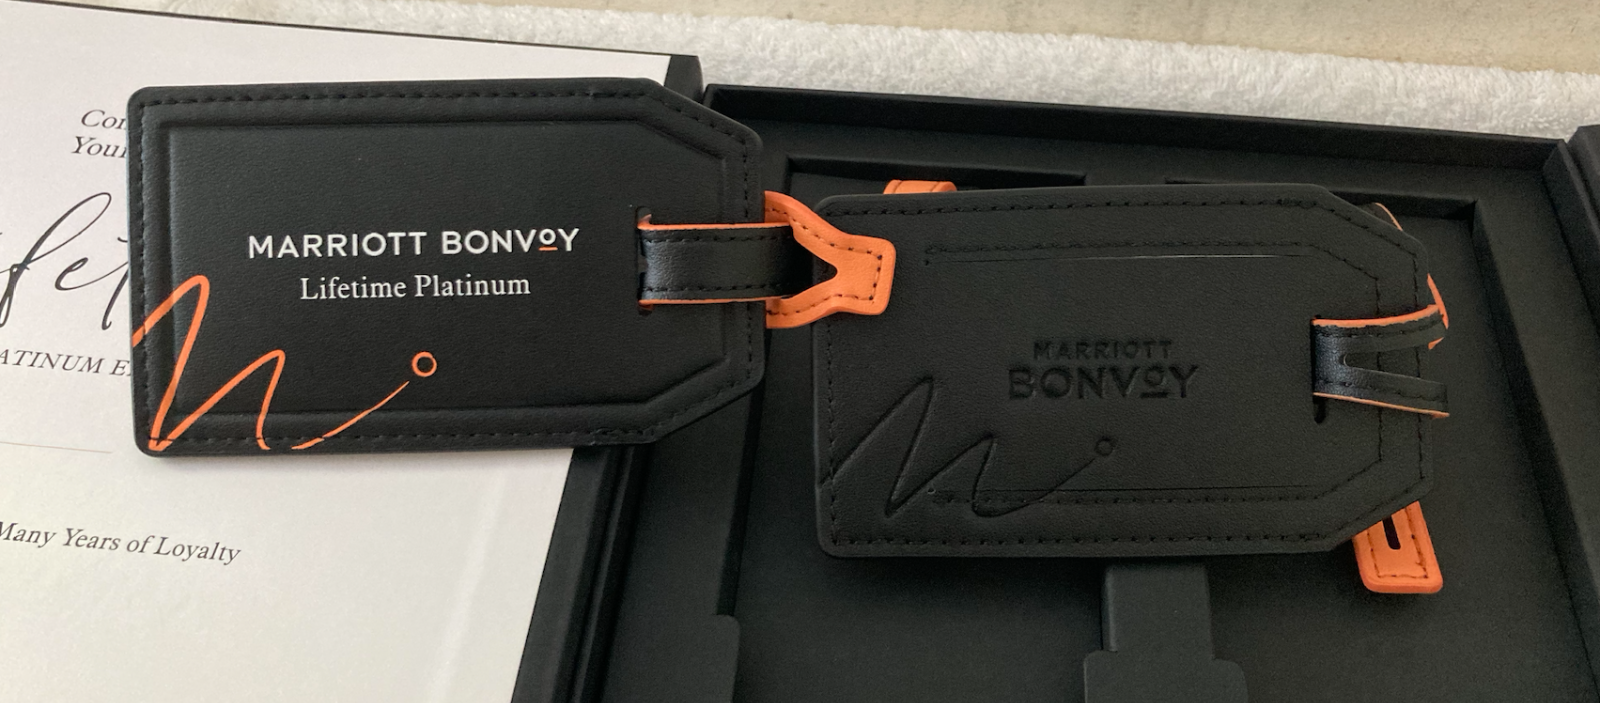 MARRIOTT BONVOY
Lifetime Platinum
MARRIOTT
BONVOY
Many Years of Loyalty